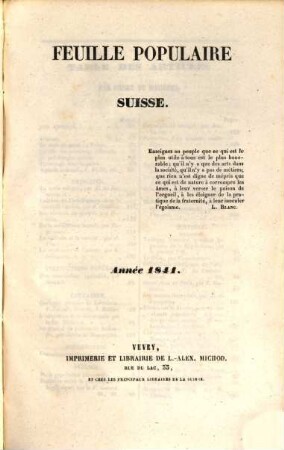 FEUILLE POPULAIRE
SUISSE.
Enseignez au peuple que ce qui est le
plus utile à tous est le plus hono-
rable; qu'il n'y a que des arts dans
la société, qu'il n'y a pas de métiers;
que rien n'est digne de mépris que
ce qui est de nature à corrompre les
âmes, à leur verser le poison de
l'orgueil, à les éloigner de la pra-
tique de la fraternité, à leur inoculer
l'égoïsme. L. BLANC.
Année 1841.
VEVEY,
IMPRIMERIE ET LIBRAIRIE DE L.-ALEX. MICHOD,
RUE DU LAC, 33,
ET CHEZ LES PRINCIPAUX LIBRAIRES DE LA SUISSE.